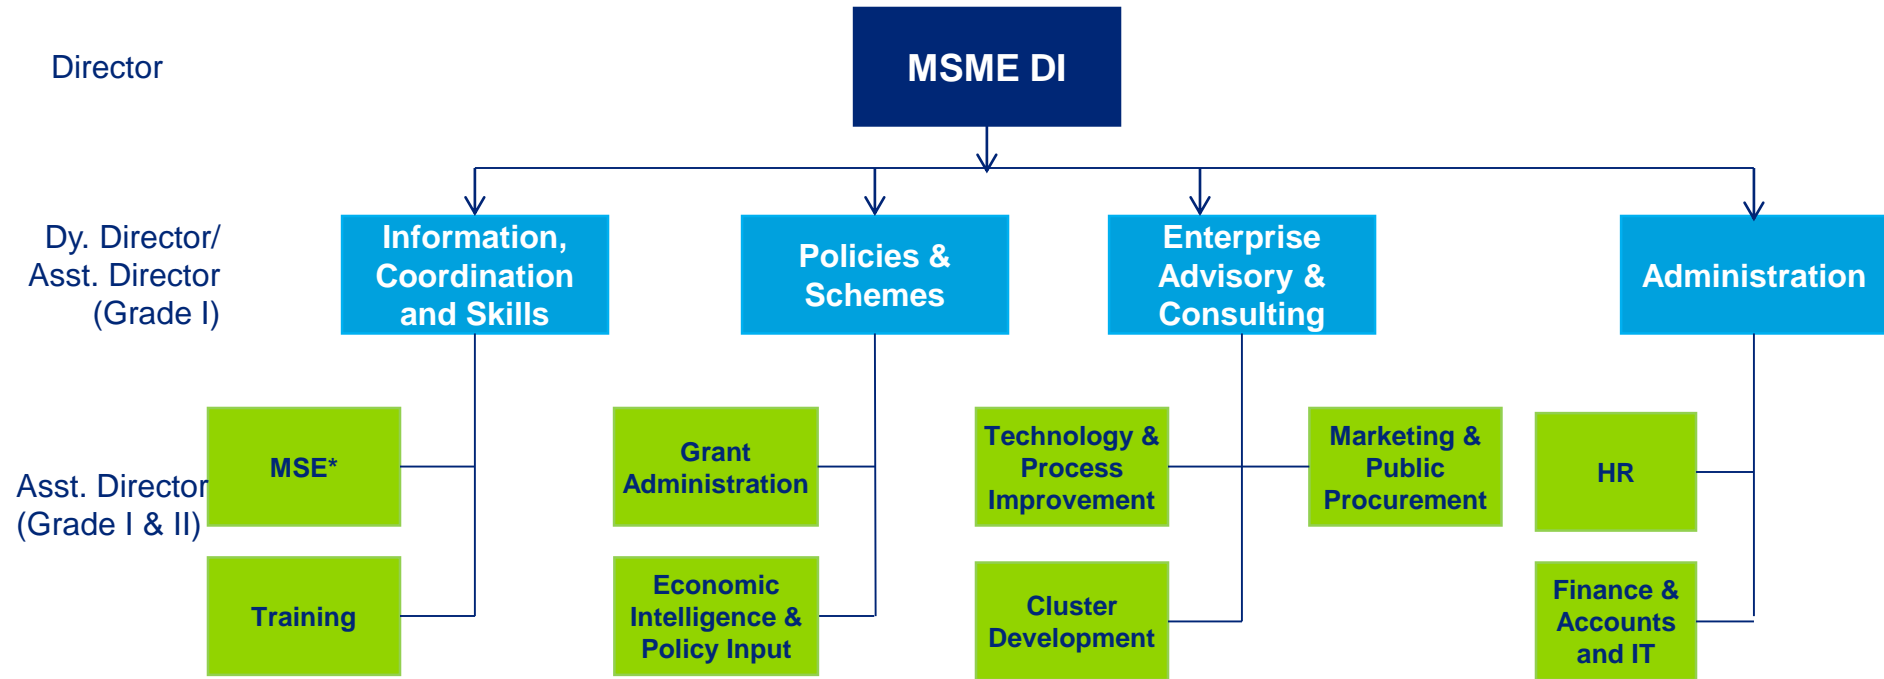 Director
MSME DI
Dy. Director/
Asst. Director
(Grade I)
Information,
Coordination
and Skills
Policies &
Schemes
Enterprise
Advisory &
Consulting
Administration
Asst. Director
(Grade I & II)
MSE*
Grant
Administration
Technology &
Process
Improvement
Marketing &
Public
Procurement
HR
Training
Economic
Intelligence &
Policy Input
Cluster
Development
Finance &
Accounts
and IT